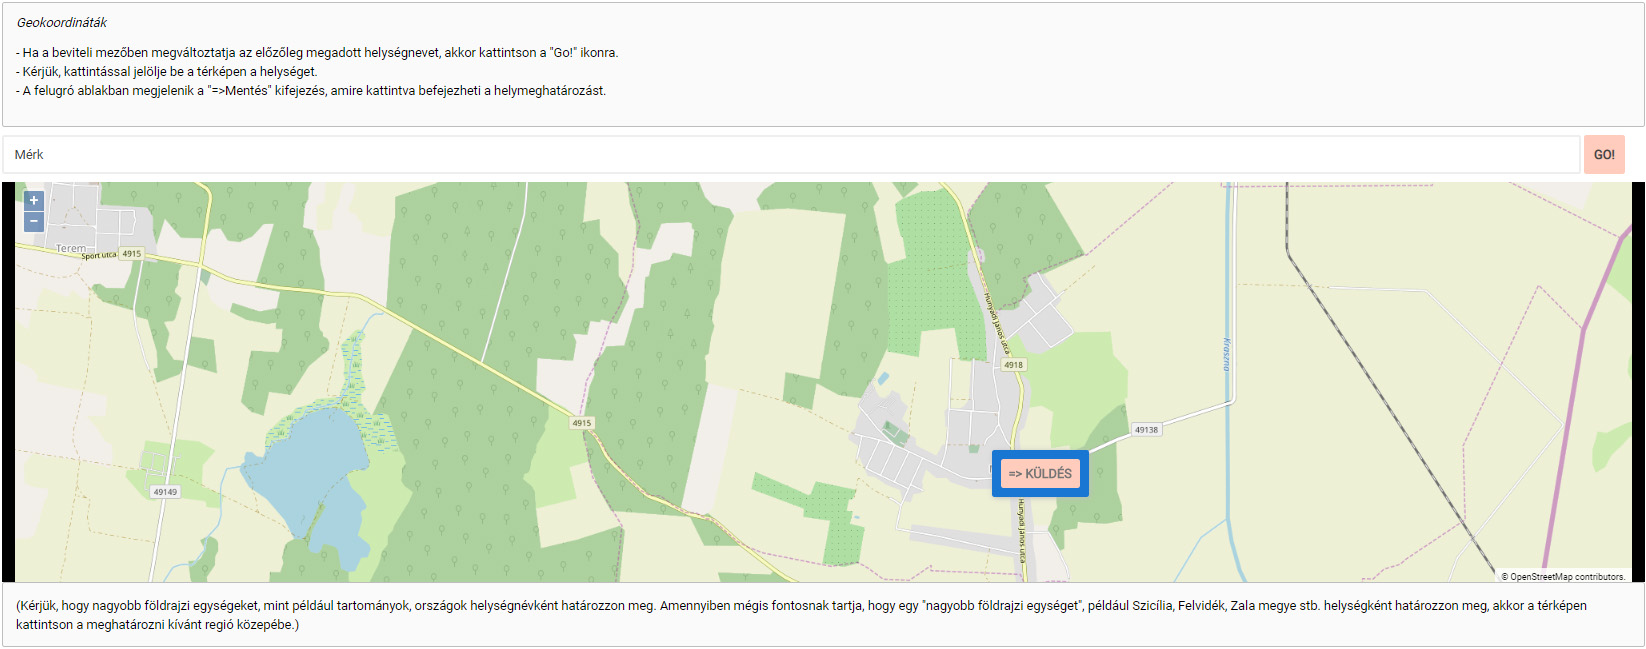 Geokoordináták
- Ha a beviteli mezőben megváltoztatja az előzőleg megadott helységnevet, akkor kattintson a "Go!" ikonra.
- Kérjük, kattintással jelölje be a térképen a helységet.
- A felugró ablakban megjelenik a "=>Mentés" kifejezés, amire kattintva befejezheti a helymeghatározást.
Mérk
GO!
+
−
Terem
Sport utca
4915
Hunyadi János utca
4918
Kraszna
4915
49138
49149
=> KÜLDÉS
Hunyadi János utca
© OpenStreetMap contributors.
(Kérjük, hogy nagyobb földrajzi egységeket, mint például tartományok, országok helységnévként határozzon meg. Amennyiben mégis fontosnak tartja, hogy egy "nagyobb földrajzi egységet", például Szicília, Felvidék, Zala megye stb. helységként határozzon meg, akkor a térképen
kattintson a meghatározni kívánt regió közepébe.)